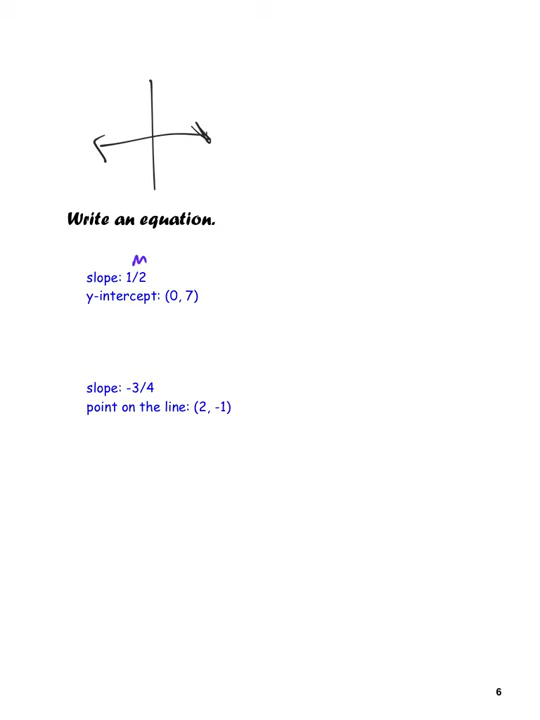 Write an equation.
M
slope: 1/2
y-intercept: (0, 7)
slope: -3/4
point on the line: (2, -1)
6